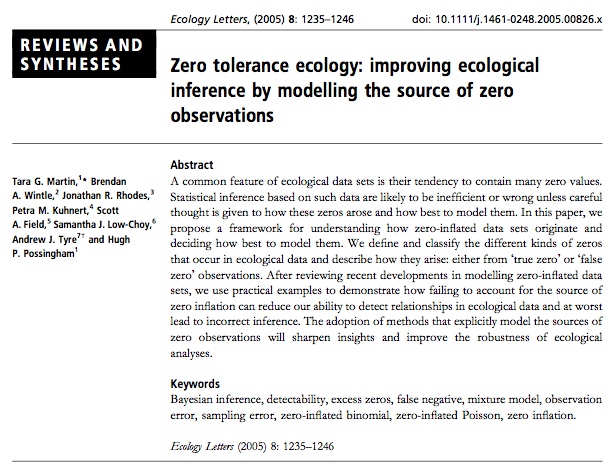 Ecology Letters, (2005) 8: 1235–1246
doi: 10.1111/j.1461-0248.2005.00826.x
REVIEWS AND
SYNTHESES
Zero tolerance ecology: improving ecological
inference by modelling the source of zero
observations
Tara G. Martin,¹* Brendan
A. Wintle,² Jonathan R. Rhodes,³
Petra M. Kuhnert,⁴ Scott
A. Field,⁵ Samantha J. Low-Choy,⁶
Andrew J. Tyre⁷† and Hugh
P. Possingham¹
Abstract
A common feature of ecological data sets is their tendency to contain many zero values.
Statistical inference based on such data are likely to be inefficient or wrong unless careful
thought is given to how these zeros arose and how best to model them. In this paper, we
propose a framework for understanding how zero-inflated data sets originate and
deciding how best to model them. We define and classify the different kinds of zeros
that occur in ecological data and describe how they arise: either from ‘true zero’ or ‘false
zero’ observations. After reviewing recent developments in modelling zero-inflated data
sets, we use practical examples to demonstrate how failing to account for the source of
zero inflation can reduce our ability to detect relationships in ecological data and at worst
lead to incorrect inference. The adoption of methods that explicitly model the sources of
zero observations will sharpen insights and improve the robustness of ecological
analyses.
Keywords
Bayesian inference, detectability, excess zeros, false negative, mixture model, observation
error, sampling error, zero-inflated binomial, zero-inflated Poisson, zero inflation.
Ecology Letters (2005) 8: 1235–1246